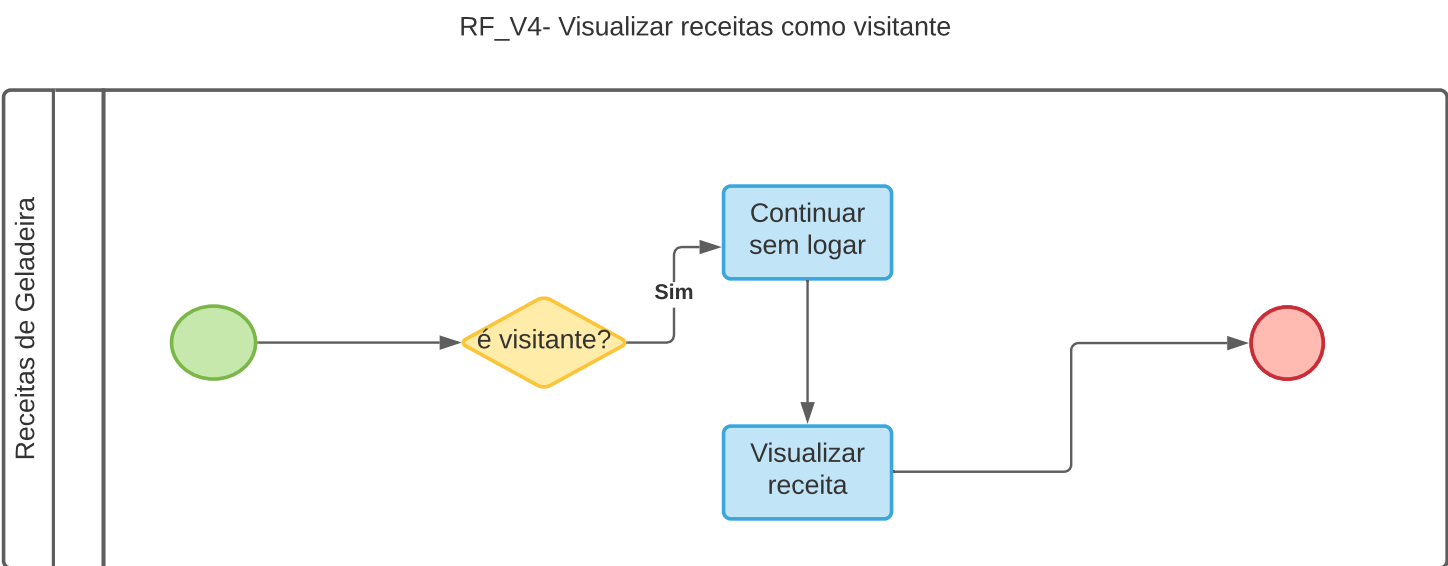 RF_V4- Visualizar receitas como visitante
Receitas de Geladeira
é visitante?
Sim
Continuar
sem logar
Visualizar
receita